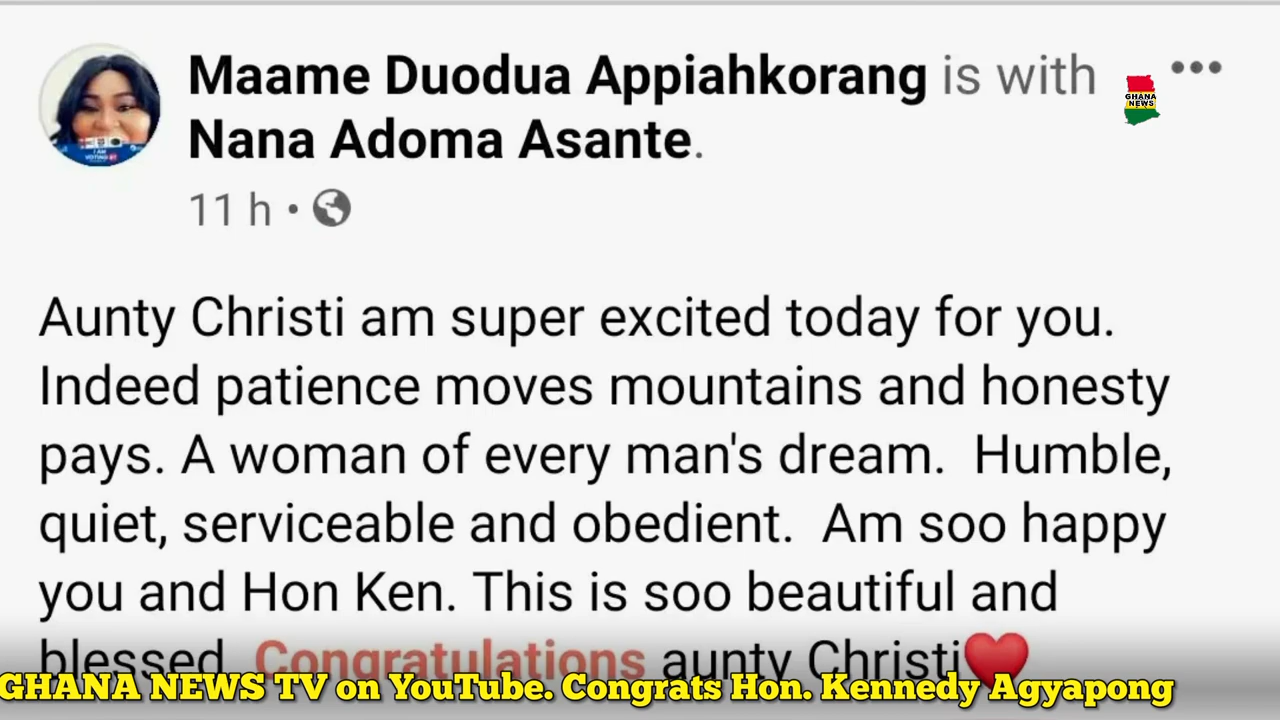 Maame Duodua Appiahkorang is with
GHANA
NEWS
Nana Adoma Asante.
11 h •
Aunty Christi am super excited today for you.
Indeed patience moves mountains and honesty
pays. A woman of every man's dream. Humble,
quiet, serviceable and obedient. Am soo happy
you and Hon Ken. This is soo beautiful and
blessed Congratulations aunty Christi❤️
GHANA NEWS TV on YouTube. Congrats Hon. Kennedy Agyapong